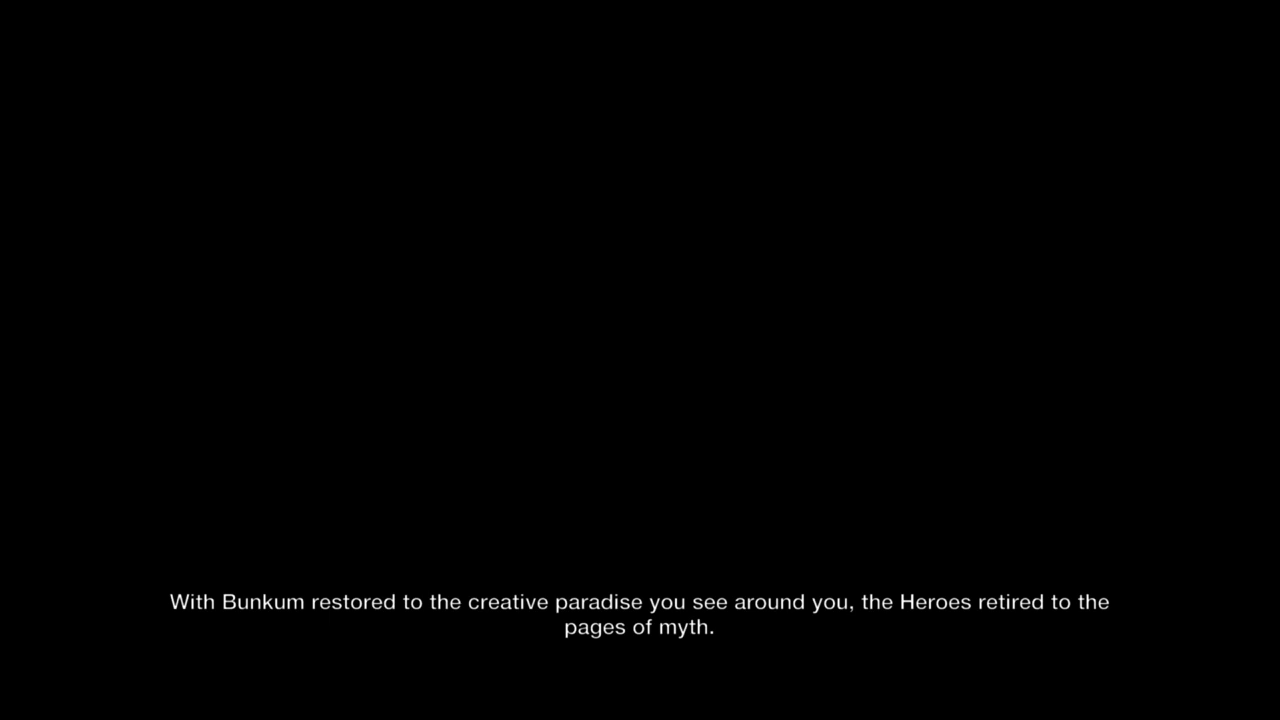 With Bunkum restored to the creative paradise you see around you, the Heroes retired to the
pages of myth.